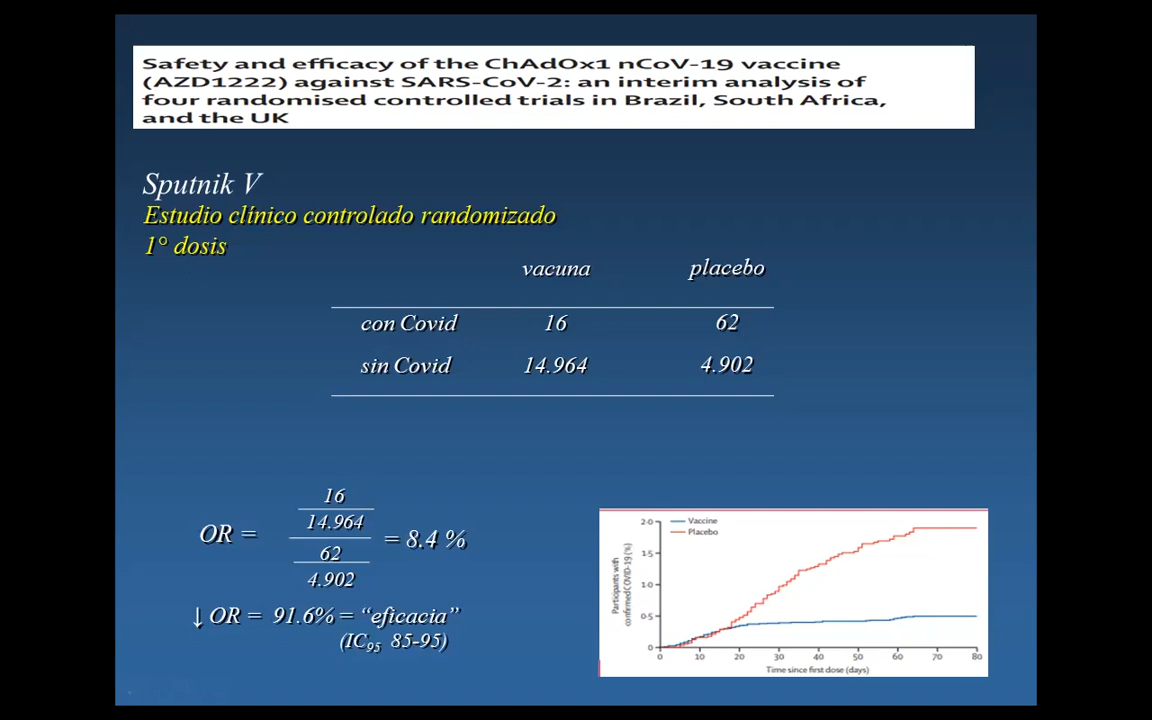 Safety and efficacy of the ChAdOx1 nCoV-19 vaccine
(AZD1222) against SARS-CoV-2: an interim analysis of
four randomised controlled trials in Brazil, South Africa,
and the UK
Sputnik V
Estudio clínico controlado randomizado
1° dosis
vacuna placebo
con Covid 16 62
sin Covid 14.964 4.902
16
14.964
OR = = 8.4 %
62
4.902
↓ OR = 91.6% = “eficacia”
(IC95 85-95)
Vaccine
Placebo
Participants with
confirmed COVID-19 (%)
2·0
1·5
1·0
0·5
0
0 10 20 30 40 50 60 70 80
Time since first dose (days)